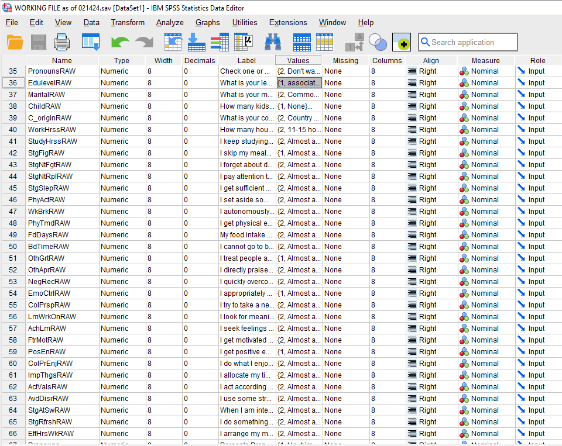 WORKING FILE as of 021424.sav [DataSet1] - IBM SPSS Statistics Data Editor
File Edit View Data Transform Analyze Graphs Utilities Extensions Window Help
Search application
Name Type Width Decimals Label Values Missing Columns Align Measure Role
35 PronounsRAW Numeric 8 0 Check one or ... {2, Don't wa... None 8 Right Nominal Input
36 EdulevelRAW Numeric 8 0 What is your le... {1, associat None 8 Right Nominal Input
37 MaritalRAW Numeric 8 0 What is your m... {2, Commo... None 8 Right Nominal Input
38 ChildRAW Numeric 8 0 How many kids... {1, None}... None 8 Right Nominal Input
39 C_originRAW Numeric 8 0 What is your co... {2, Country ... None 8 Right Nominal Input
40 WorkHrssRAW Numeric 8 0 How many hou... {2, 11-15 ho... None 8 Right Nominal Input
41 StudyHrssRAW Numeric 8 0 I keep studying... {2, Almost a... None 8 Right Nominal Input
42 StgFigRAW Numeric 8 0 I skip my meal... {1, Almost a... None 8 Right Nominal Input
43 StgNtFgtRAW Numeric 8 0 I forget about d... {2, Almost a... None 8 Right Nominal Input
44 StgNtRplRAW Numeric 8 0 I pay attention t... {2, Almost a... None 8 Right Nominal Input
45 StgSlepRAW Numeric 8 0 I get sufficient ... {2, Almost a... None 8 Right Nominal Input
46 PhyActRAW Numeric 8 0 I set aside so... {2, Almost a... None 8 Right Nominal Input
47 WkBrkRAW Numeric 8 0 I autonomously... {2, Almost a... None 8 Right Nominal Input
48 PhyTmdRAW Numeric 8 0 I get physical e... {2, Almost a... None 8 Right Nominal Input
49 FdDaysRAW Numeric 8 0 My food intake ... {2, Almost a... None 8 Right Nominal Input
50 BdTimeRAW Numeric 8 0 I cannot go to b... {2, Almost a... None 8 Right Nominal Input
51 OthGrtRAW Numeric 8 0 I treat people a... {1, Almost a... None 8 Right Nominal Input
52 OthAprRAW Numeric 8 0 I directly praise... {2, Almost a... None 8 Right Nominal Input
53 NegRecRAW Numeric 8 0 I quickly overco... {2, Almost a... None 8 Right Nominal Input
54 EmoCtrlRAW Numeric 8 0 I appropriately ... {1, Almost a... None 8 Right Nominal Input
55 ColPrspRAW Numeric 8 0 I try to take a ne... {2, Almost a... None 8 Right Nominal Input
56 LrnWrkOnRAW Numeric 8 0 I look for meani... {2, Almost a... None 8 Right Nominal Input
57 AchLrnRAW Numeric 8 0 I seek feelings ... {2, Almost a... None 8 Right Nominal Input
58 FtrMotRAW Numeric 8 0 I get motivated ... {2, Almost a... None 8 Right Nominal Input
59 PosEnRAW Numeric 8 0 I get positive e... {1, Almost a... None 8 Right Nominal Input
60 ColPrEnjRAW Numeric 8 0 I do what I enjo... {2, Almost a... None 8 Right Nominal Input
61 ImpThgsRAW Numeric 8 0 I allocate my ti... {2, Almost a... None 8 Right Nominal Input
62 ActValsRAW Numeric 8 0 I act according... {2, Almost a... None 8 Right Nominal Input
63 AvdDisrRAW Numeric 8 0 I use some str... {2, Almost a... None 8 Right Nominal Input
64 StgAtSwRAW Numeric 8 0 When I am inte... {2, Almost a... None 8 Right Nominal Input
65 StgRfrshRAW Numeric 8 0 I do something... {2, Almost a... None 8 Right Nominal Input
66 EffHrsWkRAW Numeric 8 0 I arrange my m... {2, Almost a... None 8 Right Nominal Input